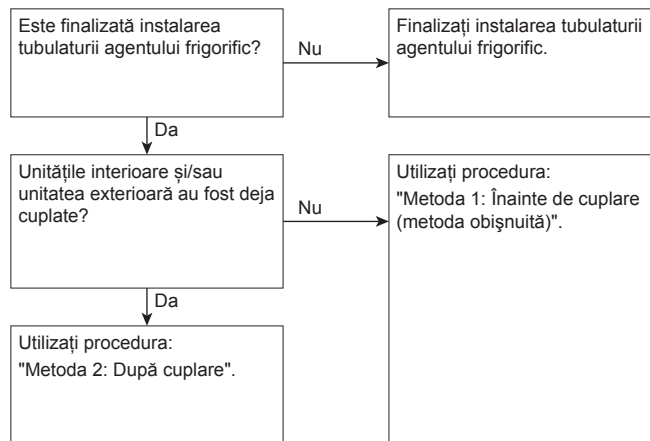 Este finalizată instalarea
tubulaturii agentului frigorific?
Nu
Finalizați instalarea tubulaturii
agentului frigorific.
Da
Unitățile interioare și/sau
unitatea exterioară au fost deja
cuplate?
Nu
Utilizați procedura:
"Metoda 1: Înainte de cuplare
(metoda obişnuită)".
Da
Utilizați procedura:
"Metoda 2: După cuplare".